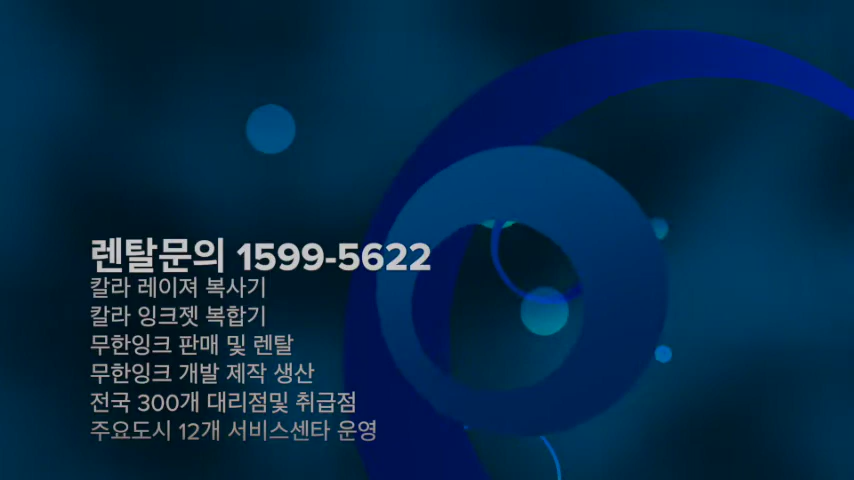 렌탈문의 1599-5622
칼라 레이져 복사기
칼라 잉크젯 복합기
무한잉크 판매 및 렌탈
무한잉크 개발 제작 생산
전국 300개 대리점및 취급점
주요도시 12개 서비스센타 운영